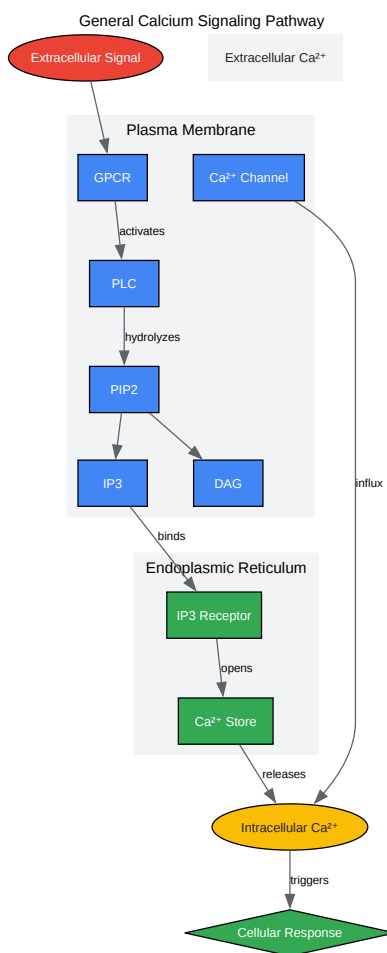 General Calcium Signaling Pathway
Extracellular Signal
Extracellular Ca²⁺
Plasma Membrane
GPCR
Ca²⁺ Channel
activates
PLC
hydrolyzes
PIP2
IP3
DAG
influx
binds
Endoplasmic Reticulum
IP3 Receptor
opens
Ca²⁺ Store
releases
Intracellular Ca²⁺
triggers
Cellular Response